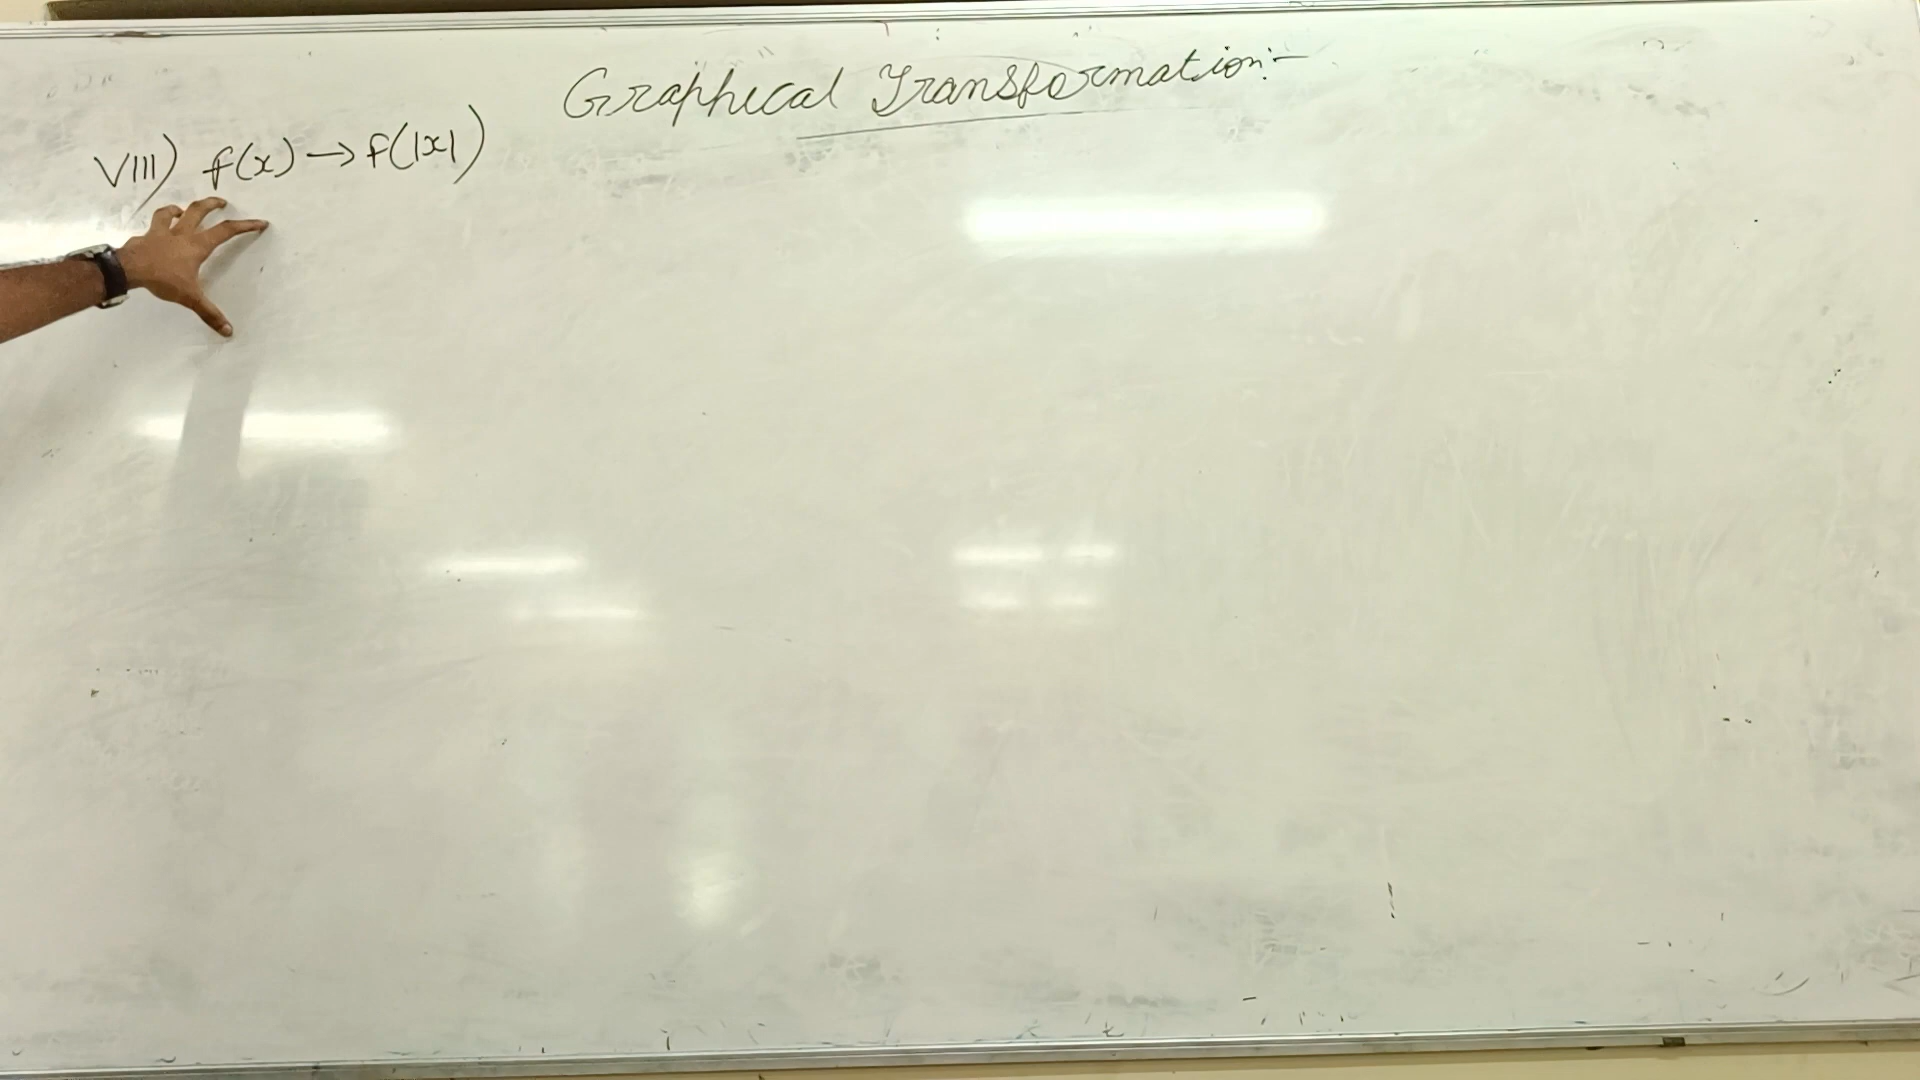 Graphical Transformation:-
VIII) f(x) → f(|x|)